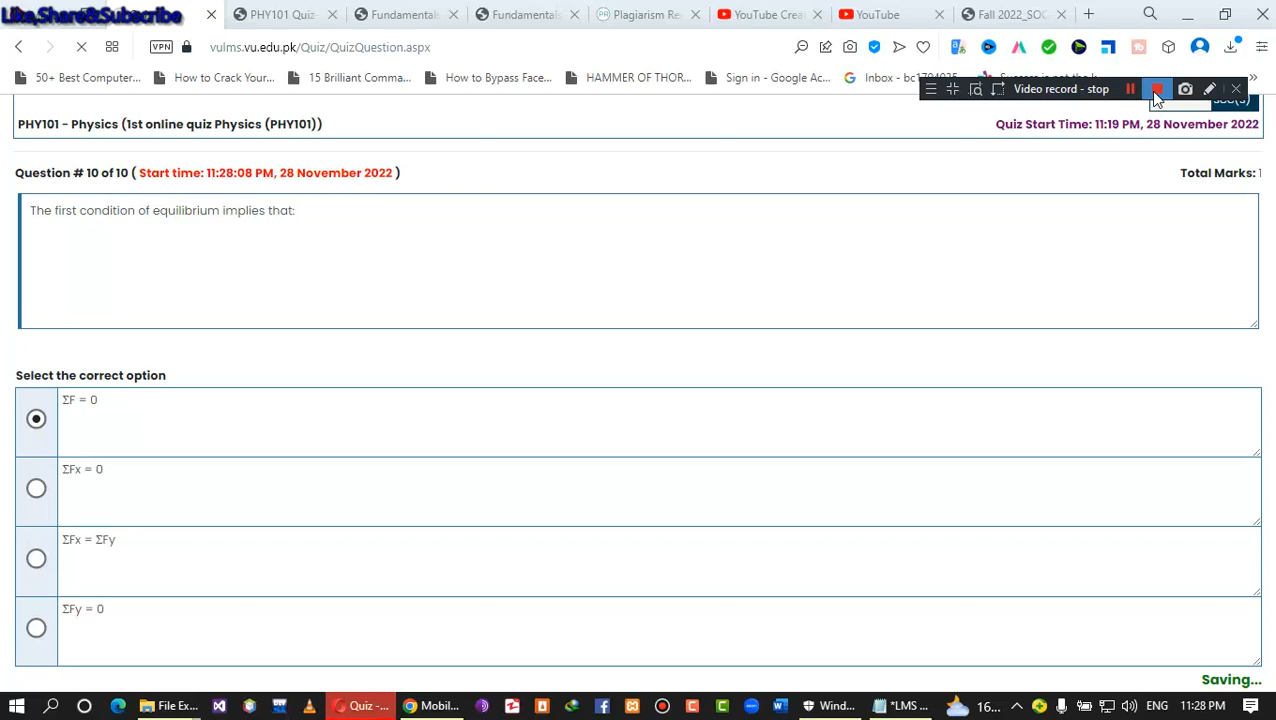 Like,Share&Subscribe
PHY101 Quiz
Fundamental
Fundamental
Plagiarism Re
YouTube Creat
YouTube
Fall 2022_SOC
VPN
vulms.vu.edu.pk/Quiz/QuizQuestion.aspx
50+ Best Computer...
How to Crack Your...
15 Brilliant Comma...
How to Bypass Face...
HAMMER OF THOR...
Sign in - Google Ac...
Inbox - bc1704035
Video record - stop
PHY101 - Physics (1st online quiz Physics (PHY101))
Quiz Start Time: 11:19 PM, 28 November 2022
Question # 10 of 10 ( Start time: 11:28:08 PM, 28 November 2022 )
Total Marks: 1
The first condition of equilibrium implies that:
Select the correct option
ΣF = 0
ΣFx = 0
ΣFx = ΣFy
ΣFy = 0
Saving...
File Ex...
Quiz -...
Mobil...
Wind...
*LMS ...
16...
ENG
11:28 PM